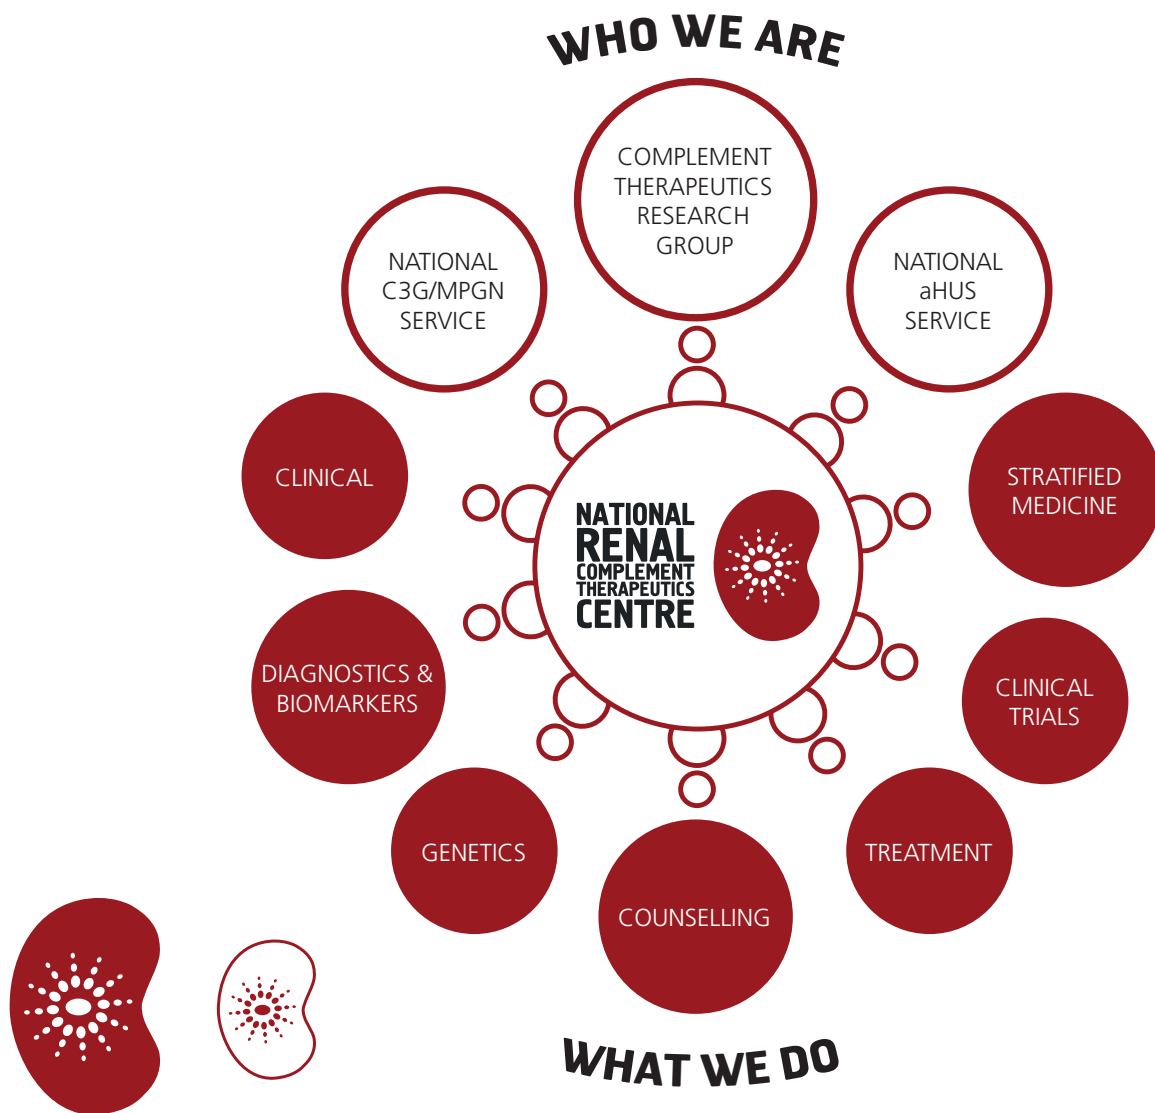 WHO WE ARE
COMPLEMENT
THERAPEUTICS
RESEARCH
GROUP
NATIONAL
C3G/MPGN
SERVICE
NATIONAL
aHUS
SERVICE
CLINICAL
STRATIFIED
MEDICINE
NATIONAL
RENAL
COMPLEMENT
THERAPEUTICS
CENTRE
DIAGNOSTICS &
BIOMARKERS
CLINICAL
TRIALS
GENETICS
TREATMENT
COUNSELLING
WHAT WE DO